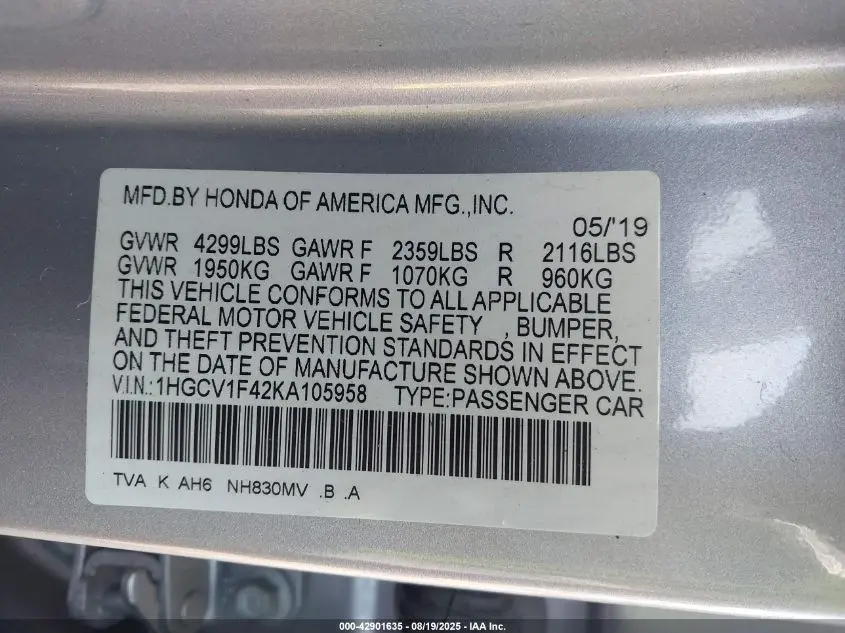 MFD.BY HONDA OF AMERICA MFG.,INC.
05/'19
GVWR 4299LBS GAWR F 2359LBS R 2116LBS
GVWR 1950KG GAWR F 1070KG R 960KG
THIS VEHICLE CONFORMS TO ALL APPLICABLE
FEDERAL MOTOR VEHICLE SAFETY , BUMPER,
AND THEFT PREVENTION STANDARDS IN EFFECT
ON THE DATE OF MANUFACTURE SHOWN ABOVE.
V.I.N.:1HGCV1F42KA105958 TYPE:PASSENGER CAR
TVA K AH6 NH830MV .B .A
000-42901635 - 08/19/2025 - IAA Inc.